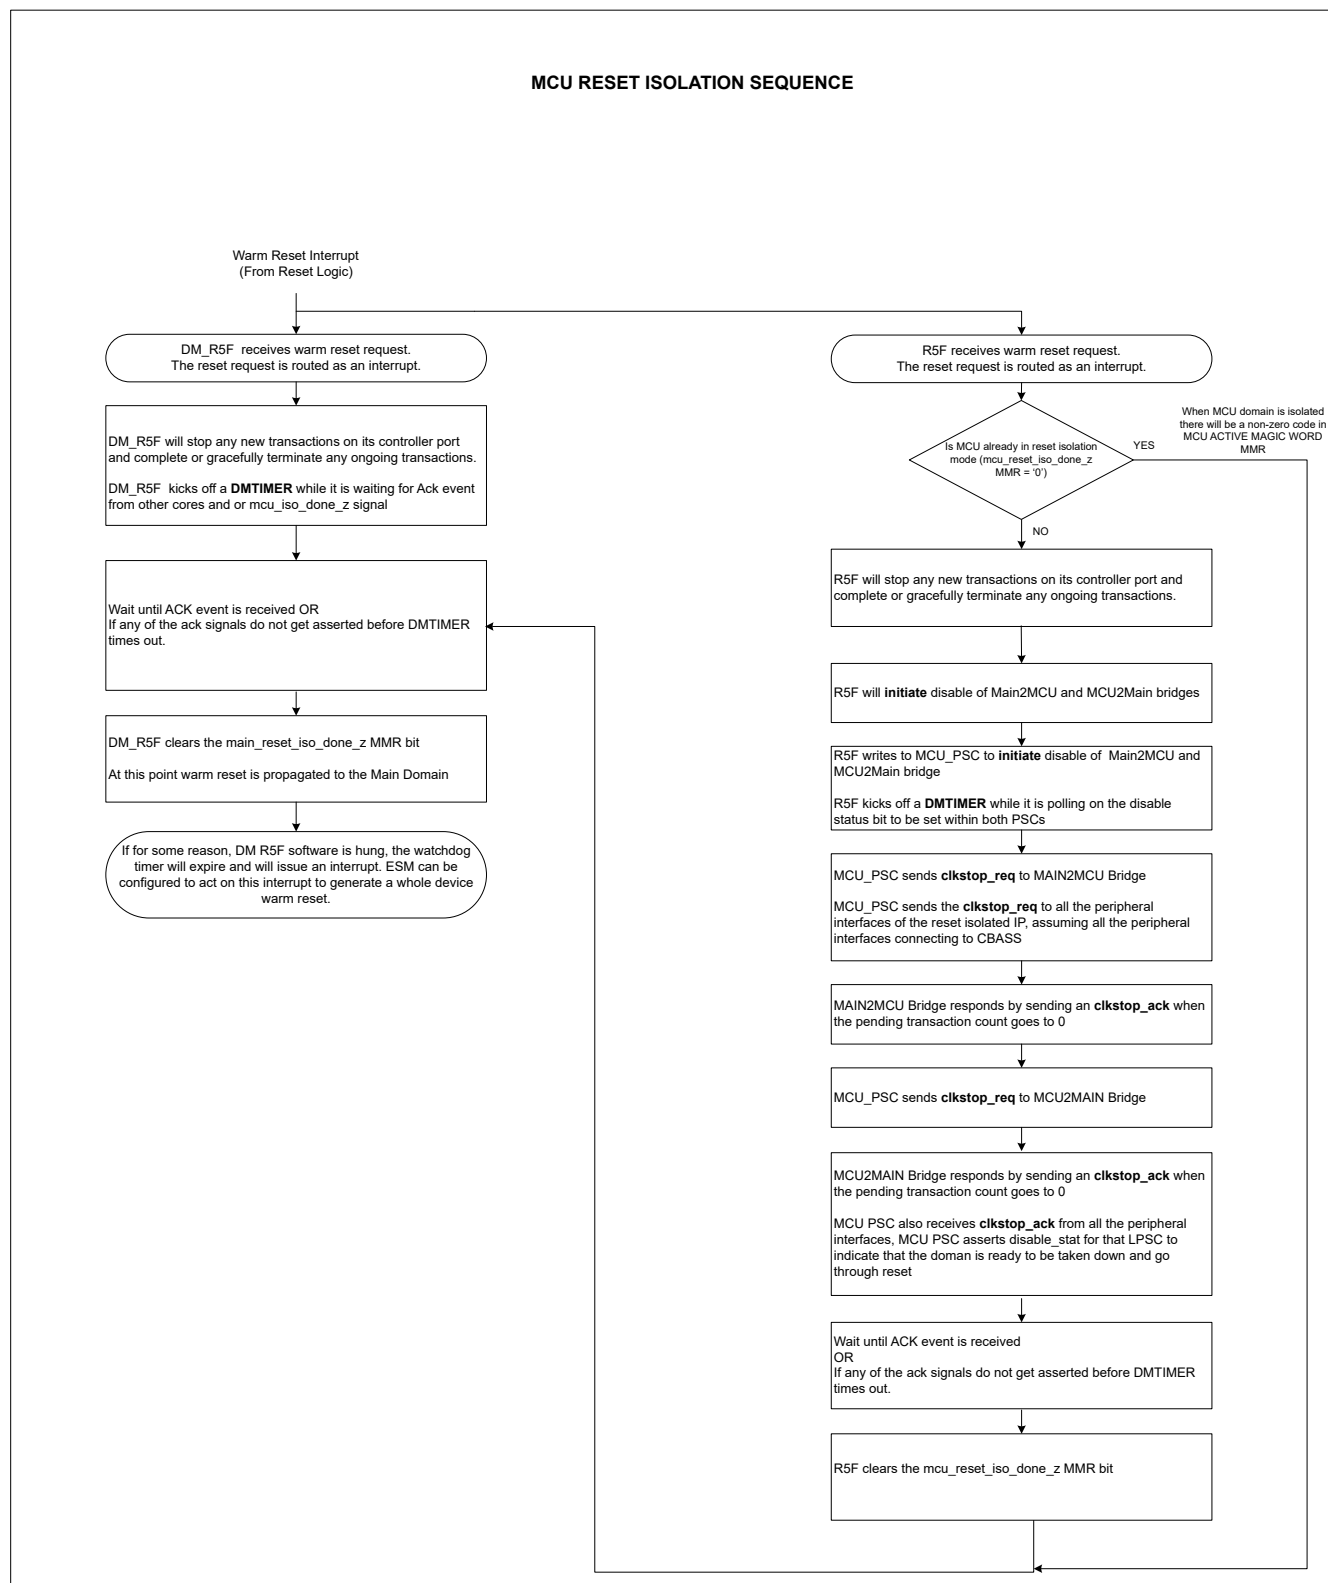 MCU RESET ISOLATION SEQUENCE
Warm Reset Interrupt
(From Reset Logic)
DM_R5F  receives warm reset request.
The reset request is routed as an interrupt.
DM_R5F will stop any new transactions on its controller port
and complete or gracefully terminate any ongoing transactions.
DM_R5F  kicks off a DMTIMER while it is waiting for Ack event
from other cores and or mcu_iso_done_z signal
Wait until ACK event is received OR
If any of the ack signals do not get asserted before DMTIMER
times out.
DM_R5F clears the main_reset_iso_done_z MMR bit
At this point warm reset is propagated to the Main Domain
If for some reason, DM R5F software is hung, the watchdog
timer will expire and will issue an interrupt. ESM can be
configured to act on this interrupt to generate a whole device
warm reset.
R5F receives warm reset request.
The reset request is routed as an interrupt.
Is MCU already in reset isolation
mode (mcu_reset_iso_done_z
MMR = ‘0’)
YES
When MCU domain is isolated
there will be a non-zero code in
MCU ACTIVE MAGIC WORD
MMR
NO
R5F will stop any new transactions on its controller port and
complete or gracefully terminate any ongoing transactions.
R5F will initiate disable of Main2MCU and MCU2Main bridges
R5F writes to MCU_PSC to initiate disable of  Main2MCU and
MCU2Main bridge
R5F kicks off a DMTIMER while it is polling on the disable
status bit to be set within both PSCs
MCU_PSC sends clkstop_req to MAIN2MCU Bridge
MCU_PSC sends the clkstop_req to all the peripheral
interfaces of the reset isolated IP, assuming all the peripheral
interfaces connecting to CBASS
MAIN2MCU Bridge responds by sending an clkstop_ack when
the pending transaction count goes to 0
MCU_PSC sends clkstop_req to MCU2MAIN Bridge
MCU2MAIN Bridge responds by sending an clkstop_ack when
the pending transaction count goes to 0
MCU PSC also receives clkstop_ack from all the peripheral
interfaces, MCU PSC asserts disable_stat for that LPSC to
indicate that the doman is ready to be taken down and go
through reset
Wait until ACK event is received
OR
If any of the ack signals do not get asserted before DMTIMER
times out.
R5F clears the mcu_reset_iso_done_z MMR bit